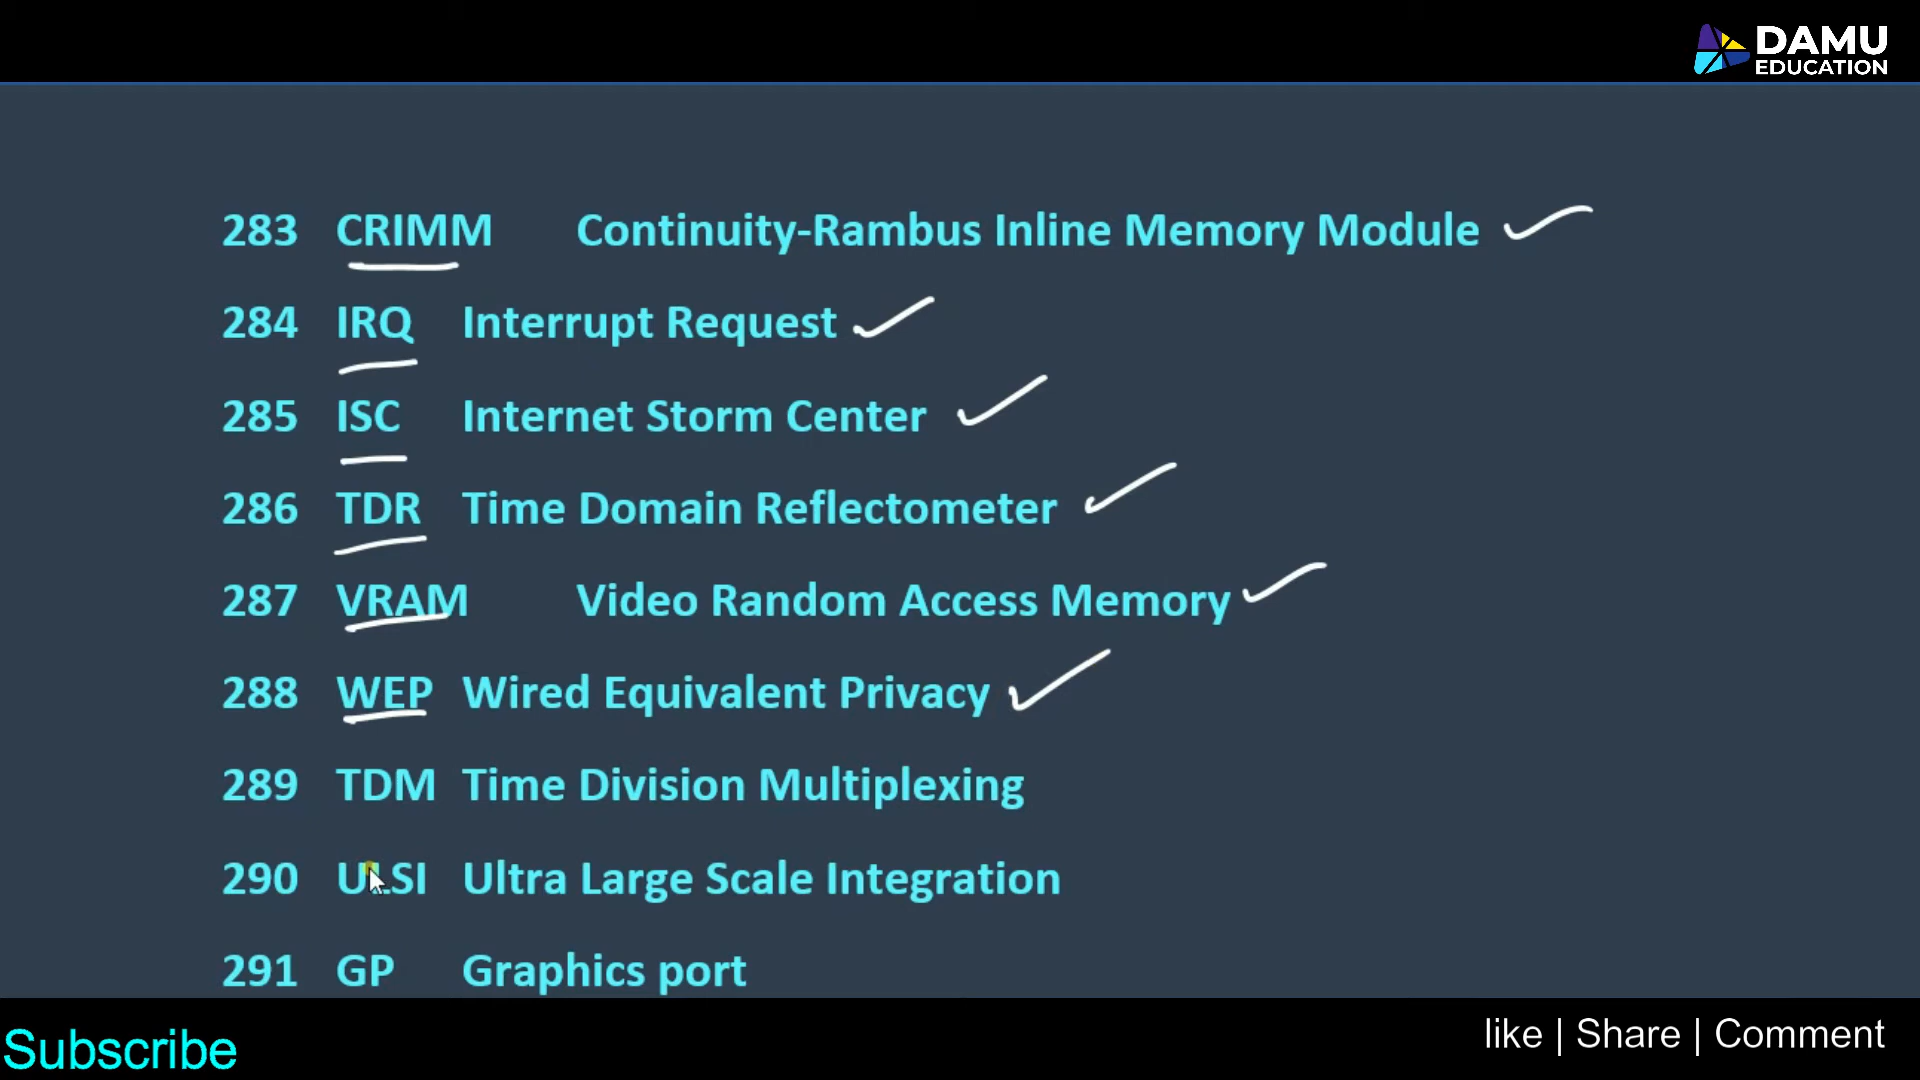 DAMU
EDUCATION
283 CRIMM Continuity-Rambus Inline Memory Module
284 IRQ Interrupt Request
285 ISC Internet Storm Center
286 TDR Time Domain Reflectometer
287 VRAM Video Random Access Memory
288 WEP Wired Equivalent Privacy
289 TDM Time Division Multiplexing
290 ULSI Ultra Large Scale Integration
291 GP Graphics port
Subscribe
like | Share | Comment